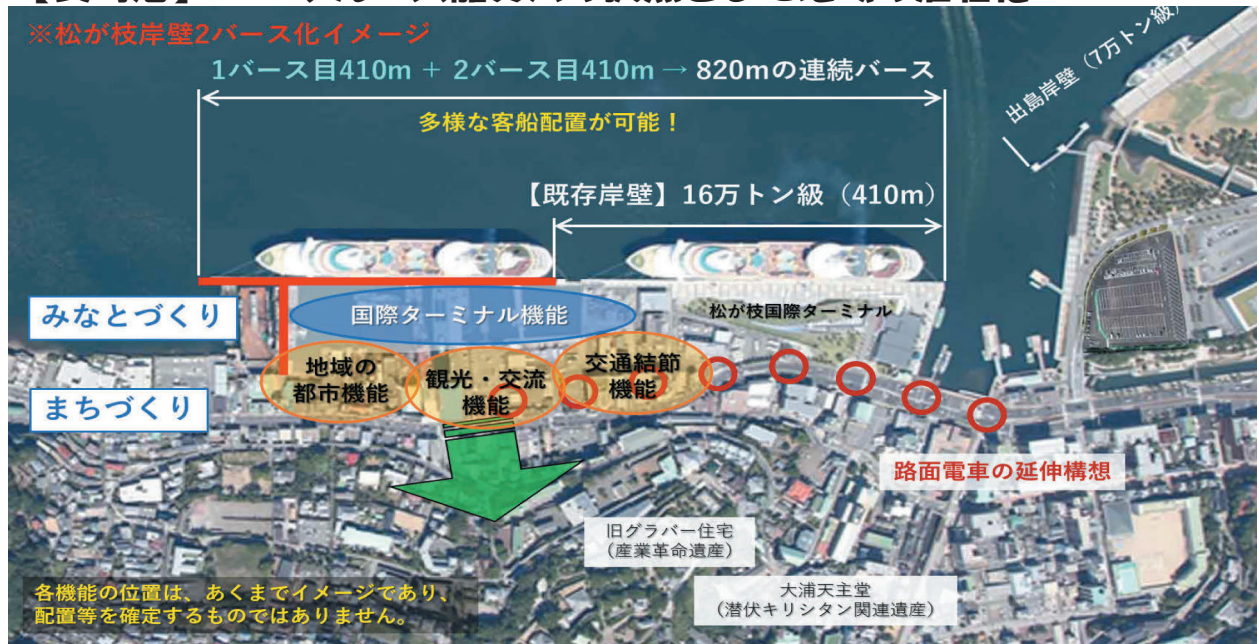 ※松が枝岸壁2バース化イメージ
1バース目410m + 2バース目410m → 820mの連続バース
多様な客船配置が可能！
出島岸壁（7万トン級）
【既存岸壁】16万トン級（410m）
みなとづくり
国際ターミナル機能
松が枝国際ターミナル
まちづくり
地域の
都市機能
観光・交流
機能
交通結節
機能
路面電車の延伸構想
旧グラバー住宅
（産業革命遺産）
大浦天主堂
（潜伏キリシタン関連遺産）
各機能の位置は、あくまでイメージであり、
配置等を確定するものではありません。